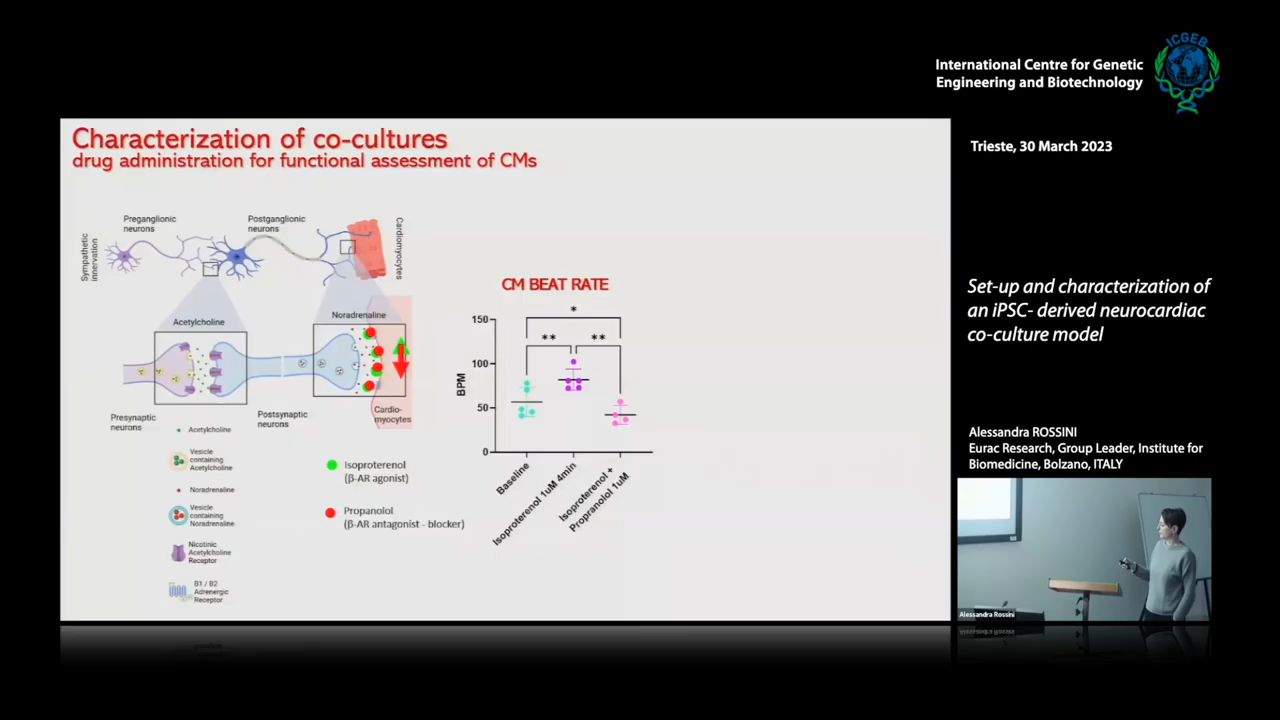 ICGEB
International Centre for Genetic
Engineering and Biotechnology
Trieste, 30 March 2023
Characterization of co-cultures
drug administration for functional assessment of CMs
Preganglionic
neurons
Postganglionic
neurons
Sympathetic
innervation
Cardiomyocytes
Acetylcholine
Noradrenaline
Presynaptic
neurons
Postsynaptic
neurons
Cardio-
myocytes
Acetylcholine
Vesicle
containing
Acetylcholine
Noradrenaline
Vesicle
containing
Noradrenaline
Nicotinic
Acetylcholine
Receptor
B1 / B2
Adrenergic
Receptor
Isoproterenol
(β-AR agonist)
Propanolol
(β-AR antagonist - blocker)
CM BEAT RATE
*
** **
BPM
150
100
50
0
Baseline
Isoproterenol 1uM 4min
Isoproterenol +
Propranolol 1uM
Set-up and characterization of
an iPSC- derived neurocardiac
co-culture model
Alessandra ROSSINI
Eurac Research, Group Leader, Institute for
Biomedicine, Bolzano, ITALY
Alessandra Rossini